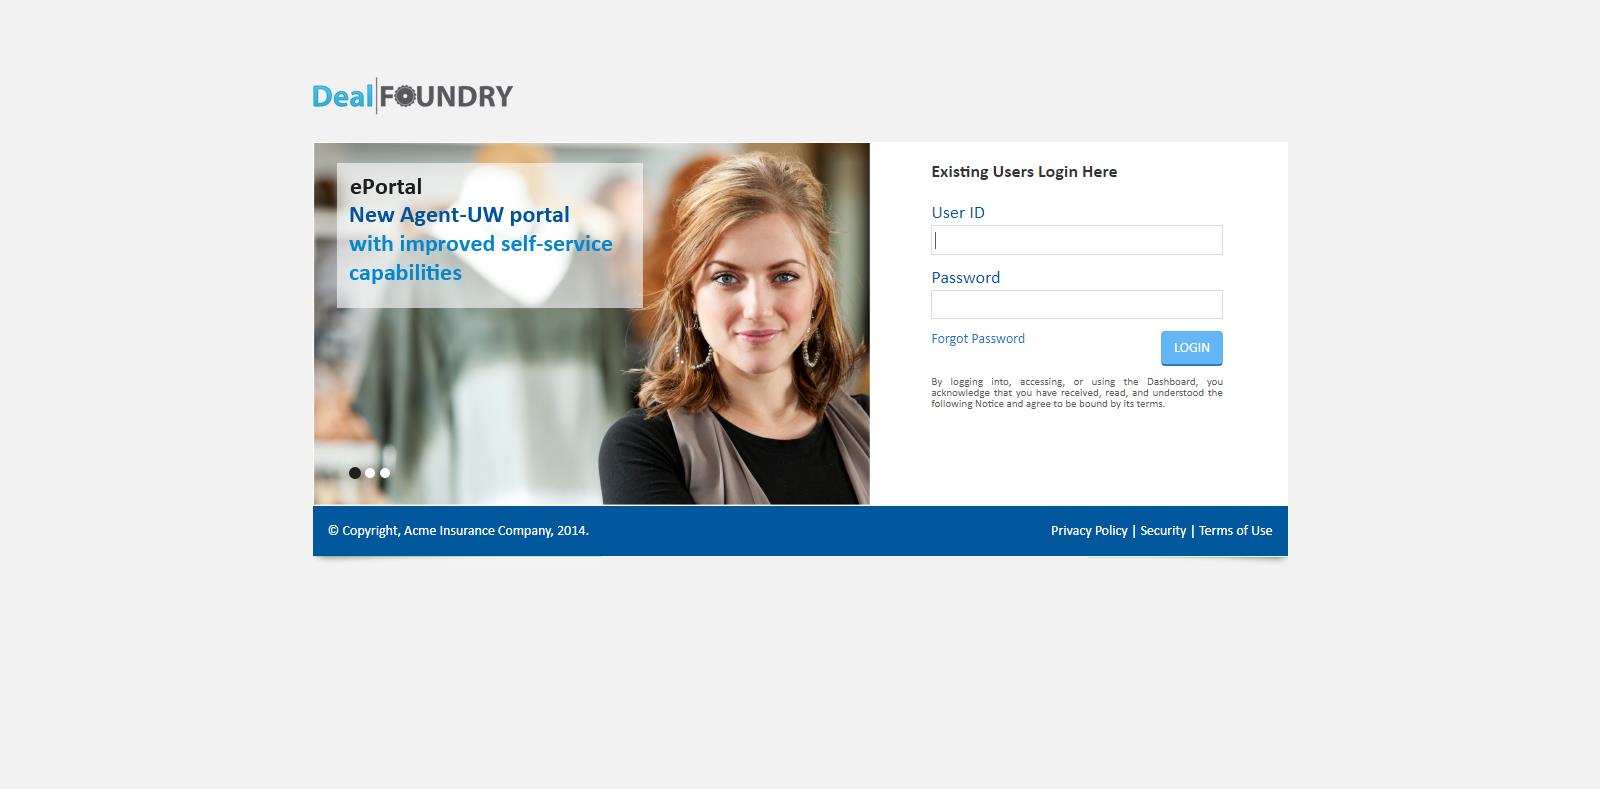 Deal FOUNDRY
ePortal
New Agent-UW portal
with improved self-service
capabilities
Existing Users Login Here
User ID
Password
Forgot Password
LOGIN
By logging into, accessing, or using the Dashboard, you
acknowledge that you have received, read, and understood the
following Notice and agree to be bound by its terms.
© Copyright, Acme Insurance Company, 2014.
Privacy Policy | Security | Terms of Use